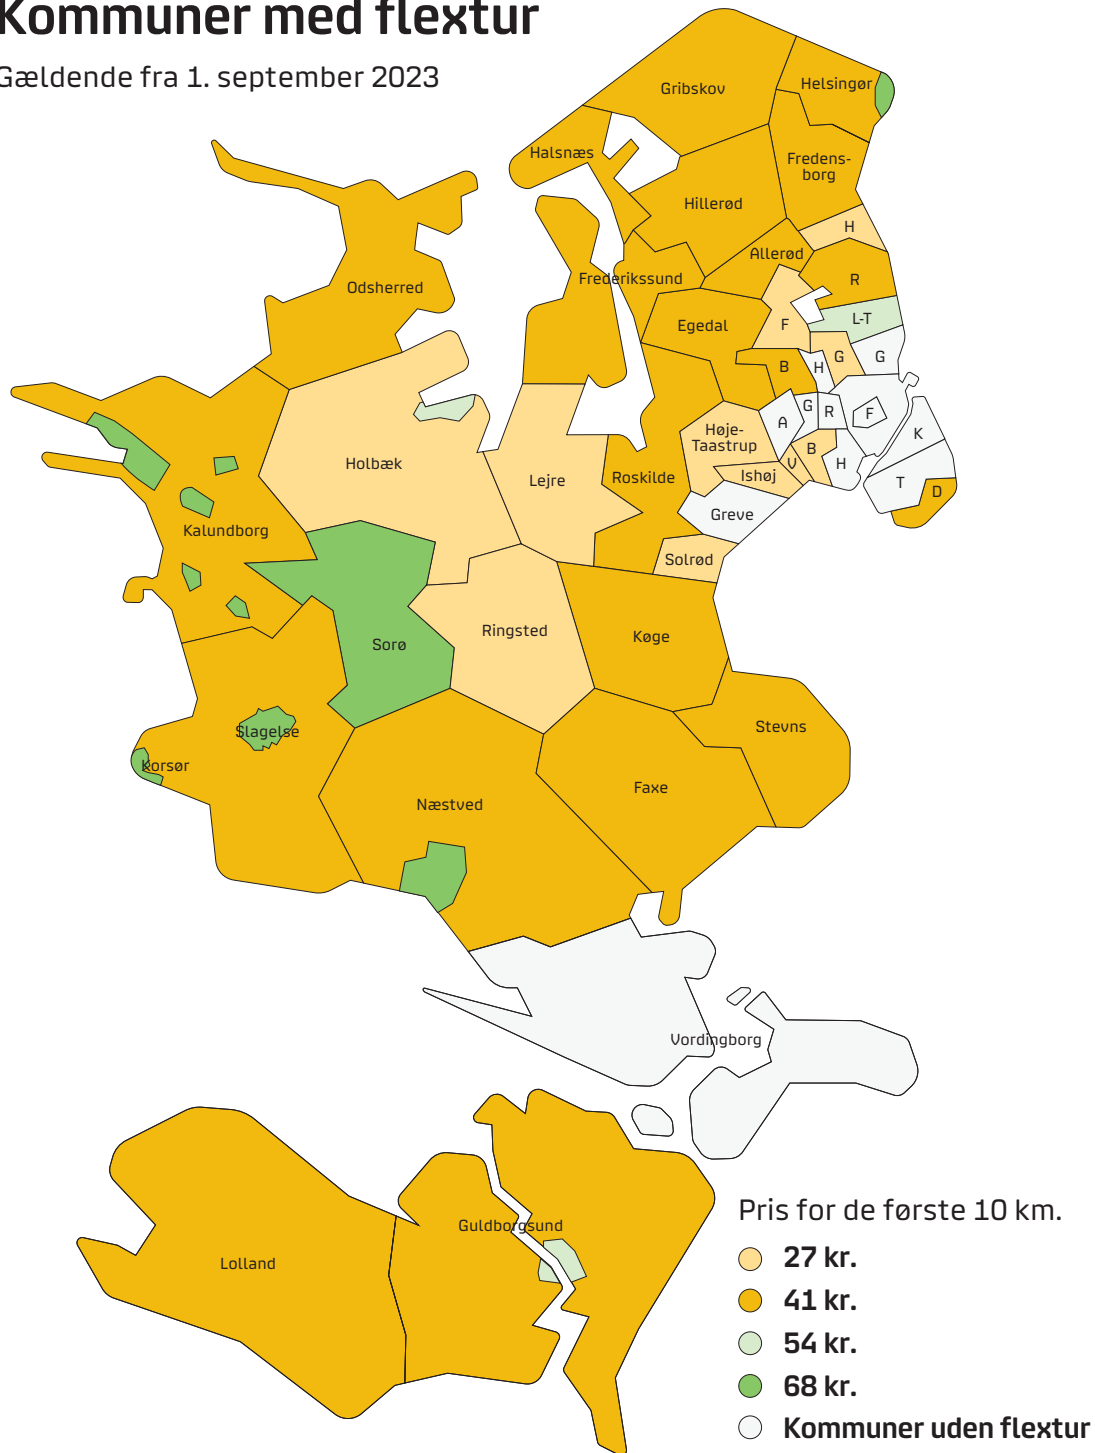 Kommuner med flextur
Gældende fra 1. september 2023
Gribskov
Helsingør
Halsnæs
Fredens-
borg
Hillerød
H
Allerød
Frederikssund
R
Odsherred
L-T
Egedal
F
G
G
H
B
G
R
F
A
K
Høje-
Taastrup
B
V
H
Holbæk
Lejre
Roskilde
Ishøj
T
D
Greve
Kalundborg
Solrød
Ringsted
Køge
Sorø
Stevns
Slagelse
Korsør
Faxe
Næstved
Vordingborg
Guldborgsund
Lolland
Pris for de første 10 km.
27 kr.
41 kr.
54 kr.
68 kr.
Kommuner uden flextur